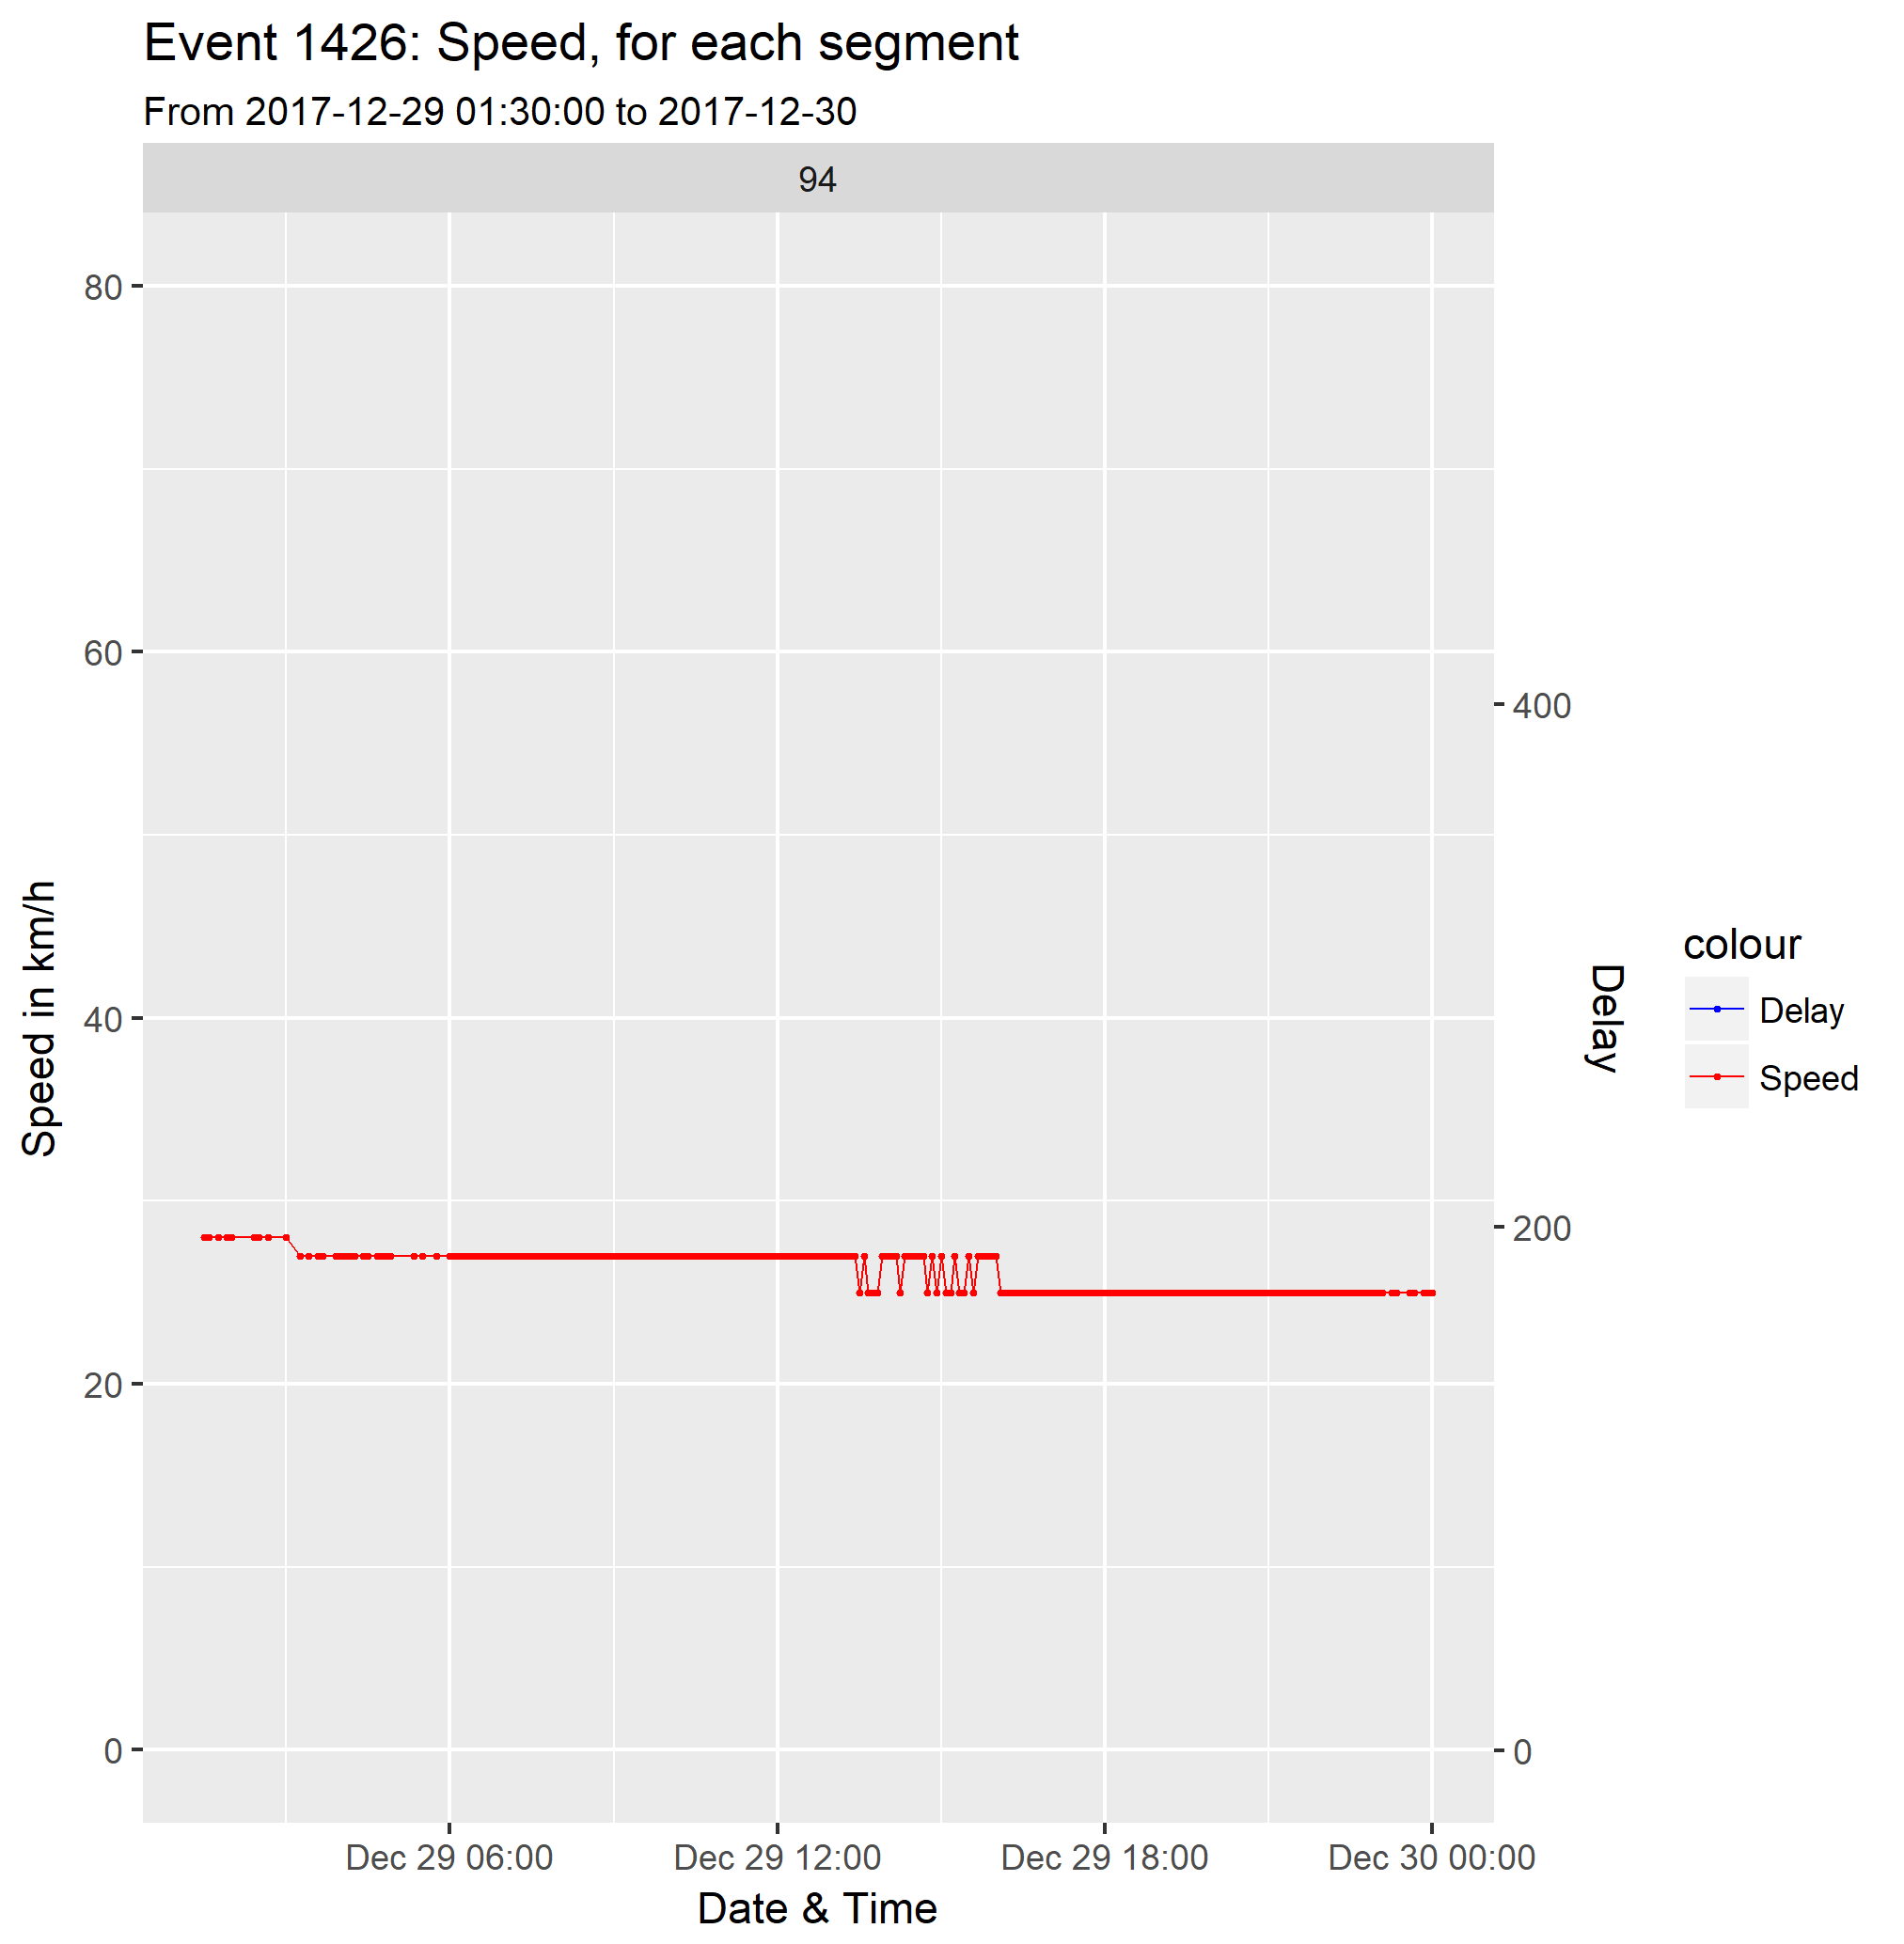 Event 1426: Speed, for each segment
From 2017-12-29 01:30:00 to 2017-12-30
94
80
60
40
20
0
Speed in km/h
400
200
0
Delay
colour
Delay
Speed
Dec 29 06:00
Dec 29 12:00
Dec 29 18:00
Dec 30 00:00
Date & Time